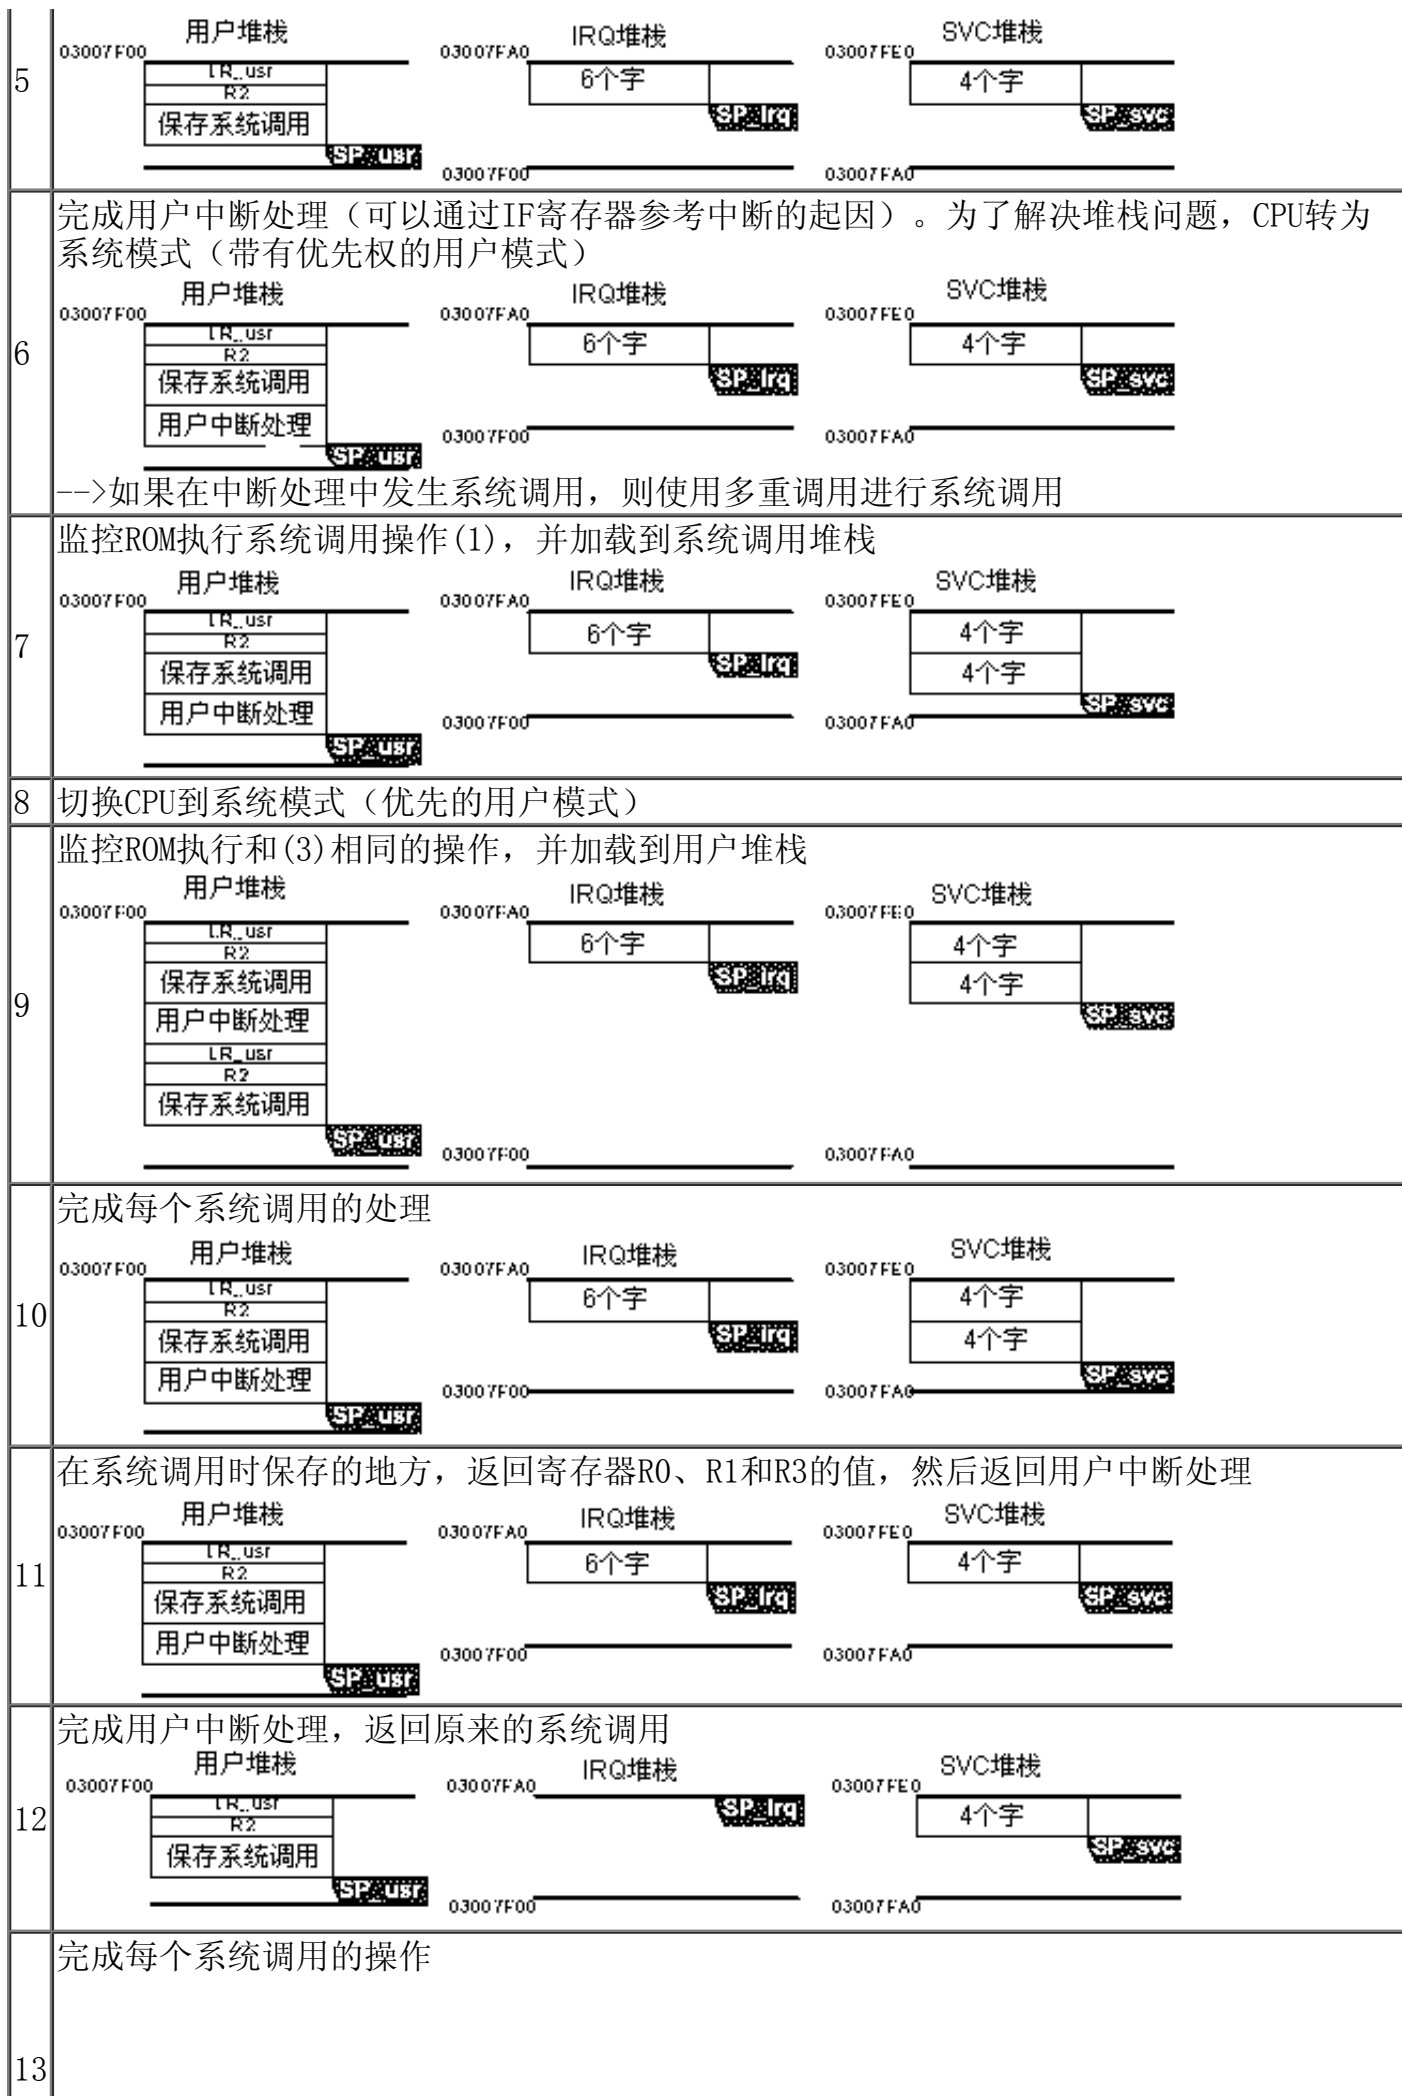 5
用户堆栈 IRQ堆栈 SVC堆栈
03007F00 03007FA0 03007FE0
LR_usr 6个字 4个字
R2
保存系统调用 SP_irq SP_svc
SP_usr
03007F00 03007FA0
6
完成用户中断处理（可以通过IF寄存器参考中断的起因）。为了解决堆栈问题，CPU转为
系统模式（带有优先权的用户模式）
用户堆栈 IRQ堆栈 SVC堆栈
03007F00 03007FA0 03007FE0
LR_usr 6个字 4个字
R2
保存系统调用 SP_irq SP_svc
用户中断处理 03007F00 03007FA0
SP_usr
-->如果在中断处理中发生系统调用，则使用多重调用进行系统调用
7
监控ROM执行系统调用操作(1)，并加载到系统调用堆栈
用户堆栈 IRQ堆栈 SVC堆栈
03007F00 03007FA0 03007FE0
LR_usr 6个字 4个字
R2
保存系统调用 SP_irq 4个字
用户中断处理 03007F00 03007FA0 SP_svc
SP_usr
8 切换CPU到系统模式（优先的用户模式）
9
监控ROM执行和(3)相同的操作，并加载到用户堆栈
用户堆栈 IRQ堆栈 SVC堆栈
03007F00 03007FA0 03007FE0
LR_usr 6个字 4个字
R2
保存系统调用 SP_irq 4个字
用户中断处理 SP_svc
LR_usr
R2
保存系统调用
SP_usr 03007F00 03007FA0
10
完成每个系统调用的处理
用户堆栈 IRQ堆栈 SVC堆栈
03007F00 03007FA0 03007FE0
LR_usr 6个字 4个字
R2
保存系统调用 SP_irq 4个字
用户中断处理 03007F00 03007FA0 SP_svc
SP_usr
11
在系统调用时保存的地方，返回寄存器R0、R1和R3的值，然后返回用户中断处理
用户堆栈 IRQ堆栈 SVC堆栈
03007F00 03007FA0 03007FE0
LR_usr 6个字 4个字
R2
保存系统调用 SP_irq SP_svc
用户中断处理 03007F00 03007FA0
SP_usr
12
完成用户中断处理，返回原来的系统调用
用户堆栈 IRQ堆栈 SVC堆栈
03007F00 03007FA0 03007FE0
LR_usr SP_irq 4个字
R2
保存系统调用 SP_svc
SP_usr 03007F00 03007FA0
13
完成每个系统调用的操作